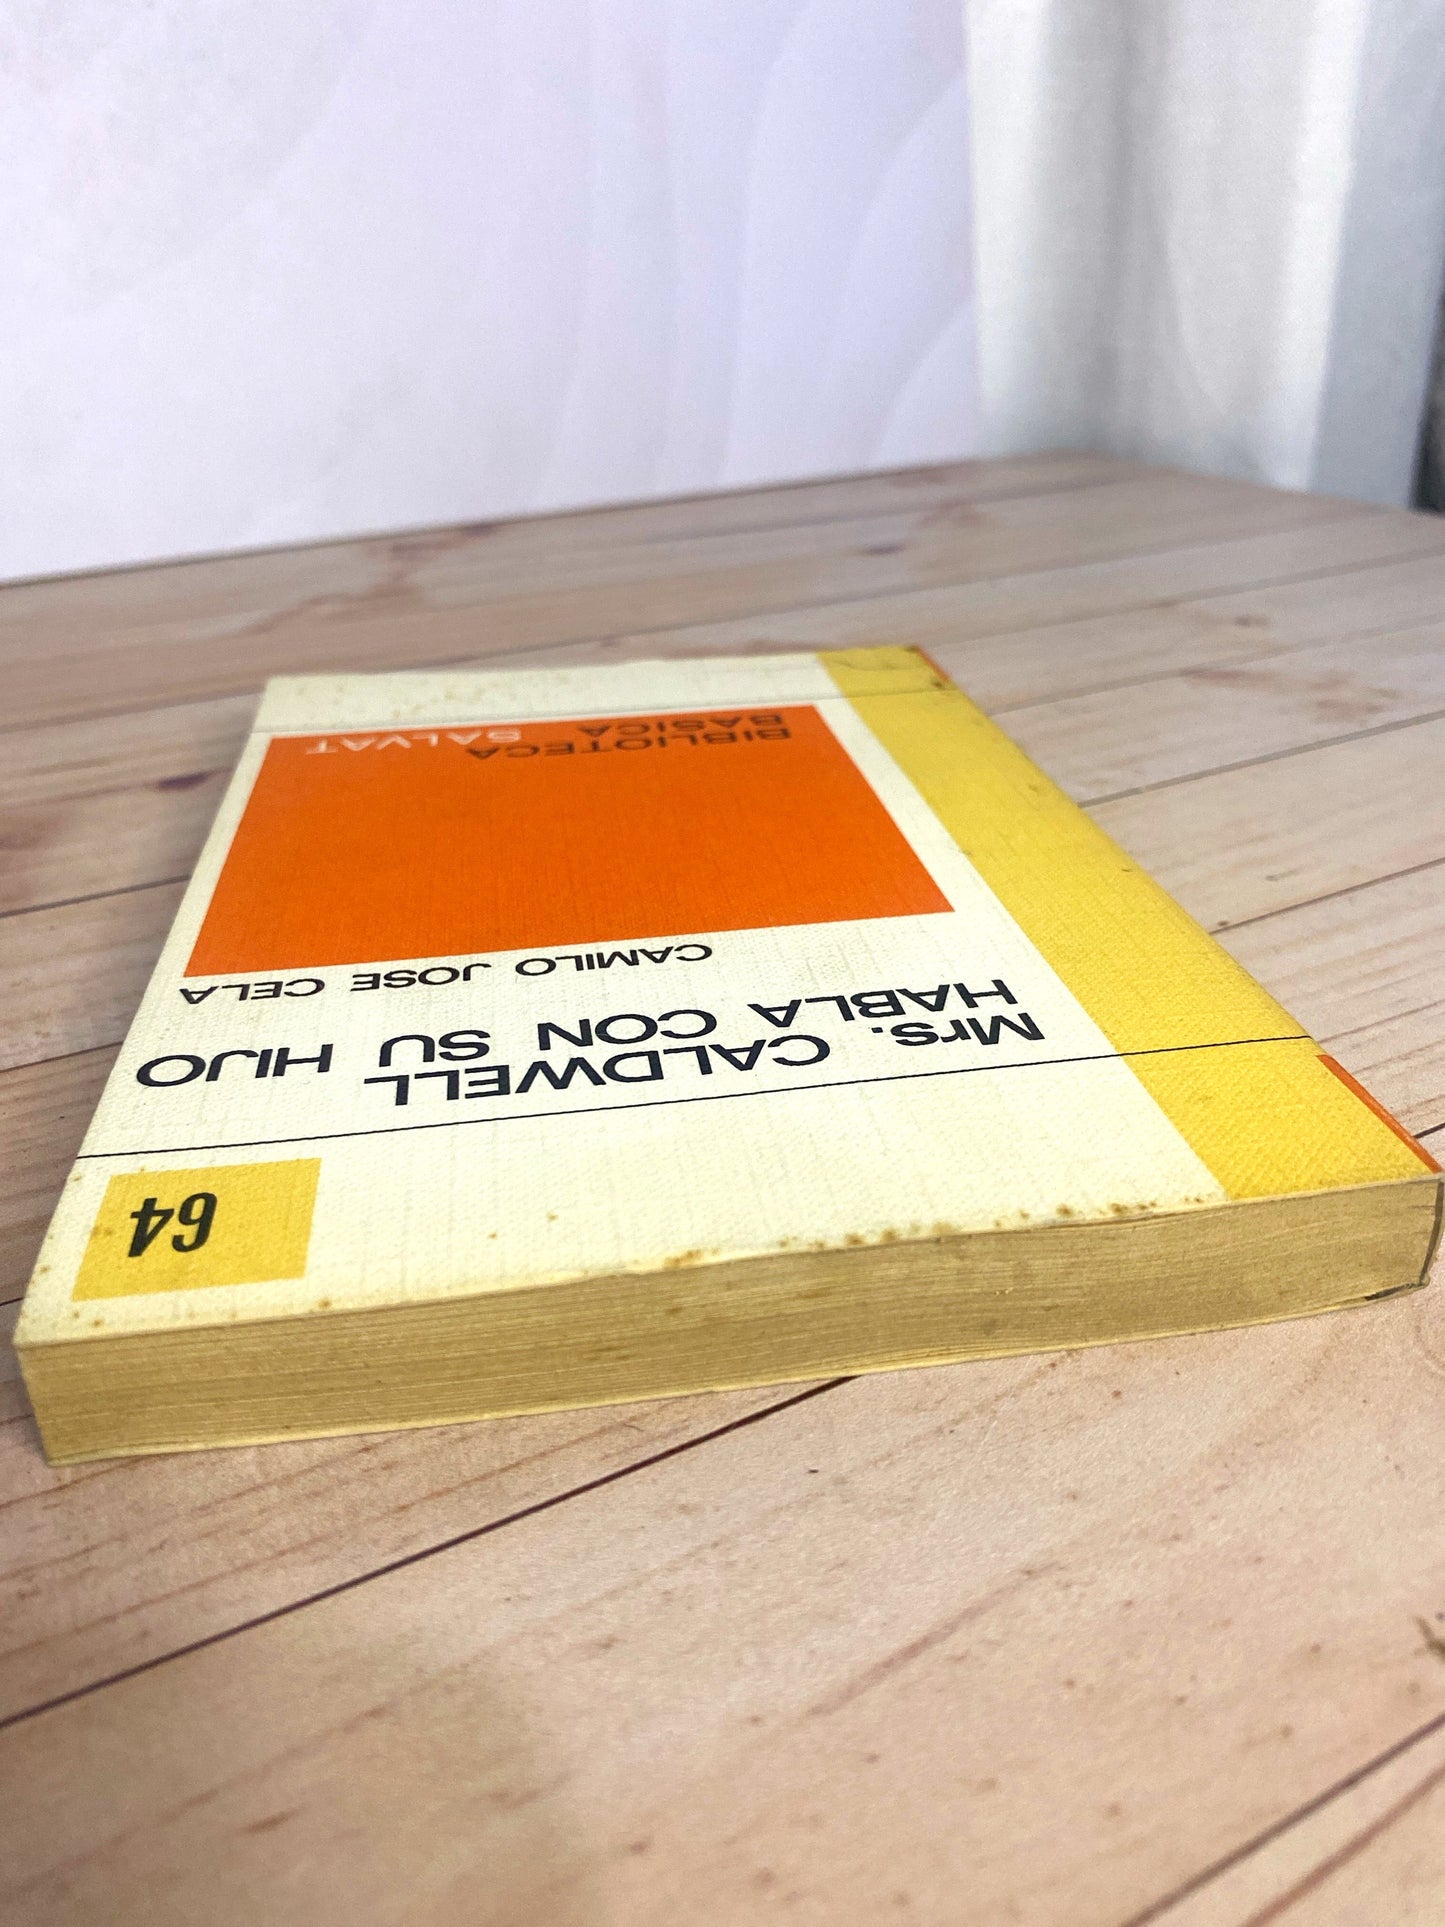 64
Mrs. CALDWELL
HABLA CON SU HIJO
CAMILO JOSE CELA
BIBLIOTECA
BASICA SALVAT